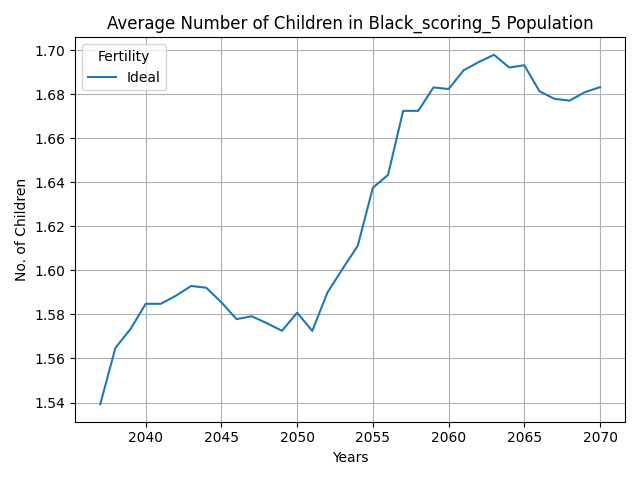 Average Number of Children in Black_scoring_5 Population
Fertility
Ideal
No. of Children
1.70
1.68
1.66
1.64
1.62
1.60
1.58
1.56
1.54
2040 2045 2050 2055 2060 2065 2070
Years